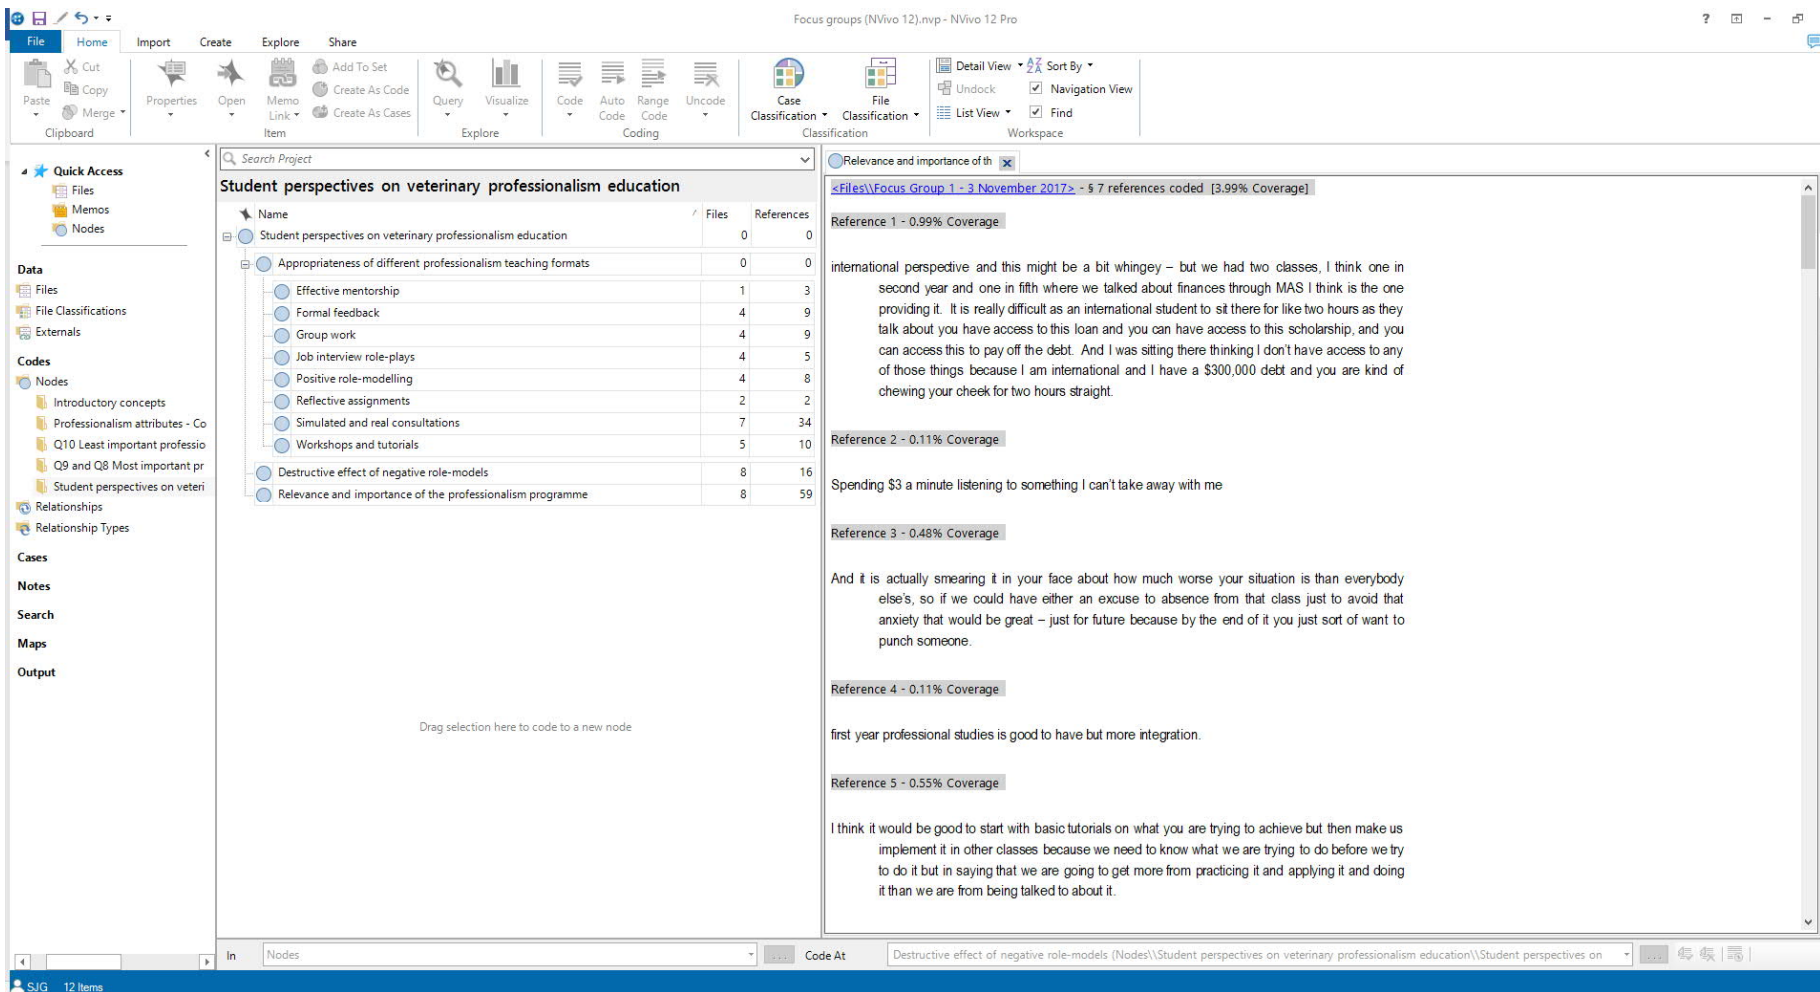 Focus groups (NVivo 12).nvp - NVivo 12 Pro
File Home Import Create Explore Share
Paste
Cut
Copy
Merge
Clipboard
Properties
Open
Memo Link
Add To Set
Create As Code
Create As Cases
Item
Query
Visualize
Explore
Code
Auto Code
Range Code
Uncode
Coding
Case Classification
File Classification
Classification
Detail View
Sort By
Undock
Navigation View
List View
Find
Workspace
Quick Access
Files
Memos
Nodes
Data
Files
File Classifications
Externals
Codes
Nodes
Introductory concepts
Professionalism attributes - Co
Q10 Least important professio
Q9 and Q8 Most important pr
Student perspectives on veteri
Relationships
Relationship Types
Cases
Notes
Search
Maps
Output
Search Project
Student perspectives on veterinary professionalism education
Name Files References
Student perspectives on veterinary professionalism education 0 0
Appropriateness of different professionalism teaching formats 0 0
Effective mentorship 1 3
Formal feedback 4 9
Group work 4 9
Job interview role-plays 4 5
Positive role-modelling 4 8
Reflective assignments 2 2
Simulated and real consultations 7 34
Workshops and tutorials 5 10
Destructive effect of negative role-models 8 16
Relevance and importance of the professionalism programme 8 59
Drag selection here to code to a new node
Relevance and importance of th
<Files\\Focus Group 1 - 3 November 2017> - § 7 references coded [3.99% Coverage]
Reference 1 - 0.99% Coverage
international perspective and this might be a bit whingey – but we had two classes, I think one in
second year and one in fifth where we talked about finances through MAS I think is the one
providing it. It is really difficult as an international student to sit there for like two hours as they
talk about you have access to this loan and you can have access to this scholarship, and you
can access this to pay off the debt. And I was sitting there thinking I don't have access to any
of those things because I am international and I have a $300,000 debt and you are kind of
chewing your cheek for two hours straight.
Reference 2 - 0.11% Coverage
Spending $3 a minute listening to something I can't take away with me
Reference 3 - 0.48% Coverage
And it is actually smearing it in your face about how much worse your situation is than everybody
else's, so if we could have either an excuse to absence from that class just to avoid that
anxiety that would be great – just for future because by the end of it you just sort of want to
punch someone.
Reference 4 - 0.11% Coverage
first year professional studies is good to have but more integration.
Reference 5 - 0.55% Coverage
I think it would be good to start with basic tutorials on what you are trying to achieve but then make us
implement it in other classes because we need to know what we are trying to do before we try
to do it but in saying that we are going to get more from practicing it and applying it and doing
it than we are from being talked to about it.
In Nodes ... Code At Destructive effect of negative role-models (Nodes\\Student perspectives on veterinary professionalism education\\Student perspectives on ...
SJG 12 Items